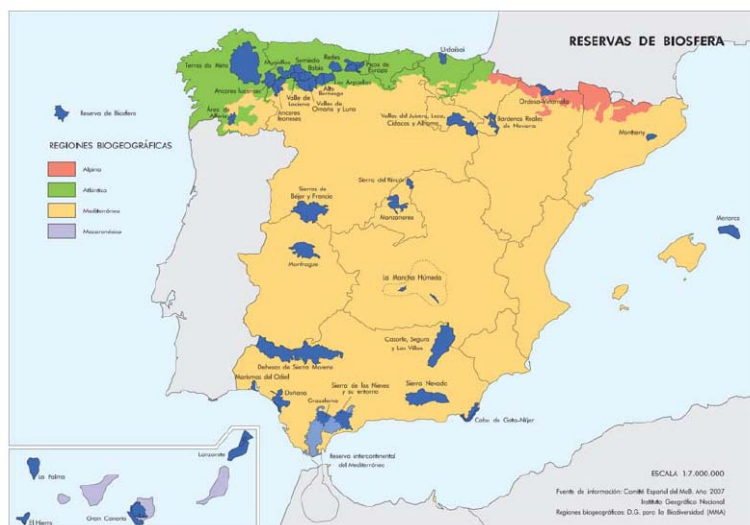 RESERVAS DE BIOSFERA
Urdaibai
Terras do Miño
Muniellos
Somiedo
Babia
Redes
Picos de
Europa
Ancares lucenses
Los Argüellos
Alto
Bernesga
Valle de
Laciana
Valles de
Omaña y Luna
Ancares
leoneses
Área de
Allariz
Ordesa-Viñamala
Reserva de Biosfera
Valles del Jubera, Leza,
Cidacos y Alhama
Bardenas Reales
de Navarra
Montseny
REGIONES BIOGEOGRÁFICAS
Alpina
Atlántica
Mediterránea
Macaronésica
Sierra del Rincón
Sierras de
Béjer y Francia
Manzanares
Menorca
Monfragüe
La Mancha Húmeda
Cazorla, Segura
y Las Villas
Dehesas de Sierra Morena
Marismas del Odiel
Sierra de las Nieves
y su entorno
Sierra Nevada
Doñana
Grazalema
Cabo de Gata-Níjar
Reserva intercontinental
del Mediterráneo
Lanzarote
La Palma
Gran Canaria
El Hierro
ESCALA 1:7.000.000
Fuente de información: Comité Español del MaB. Año 2007
Instituto Geográfico Nacional
Regiones biogeográficas: D.G. para la Biodiversidad (MMA)